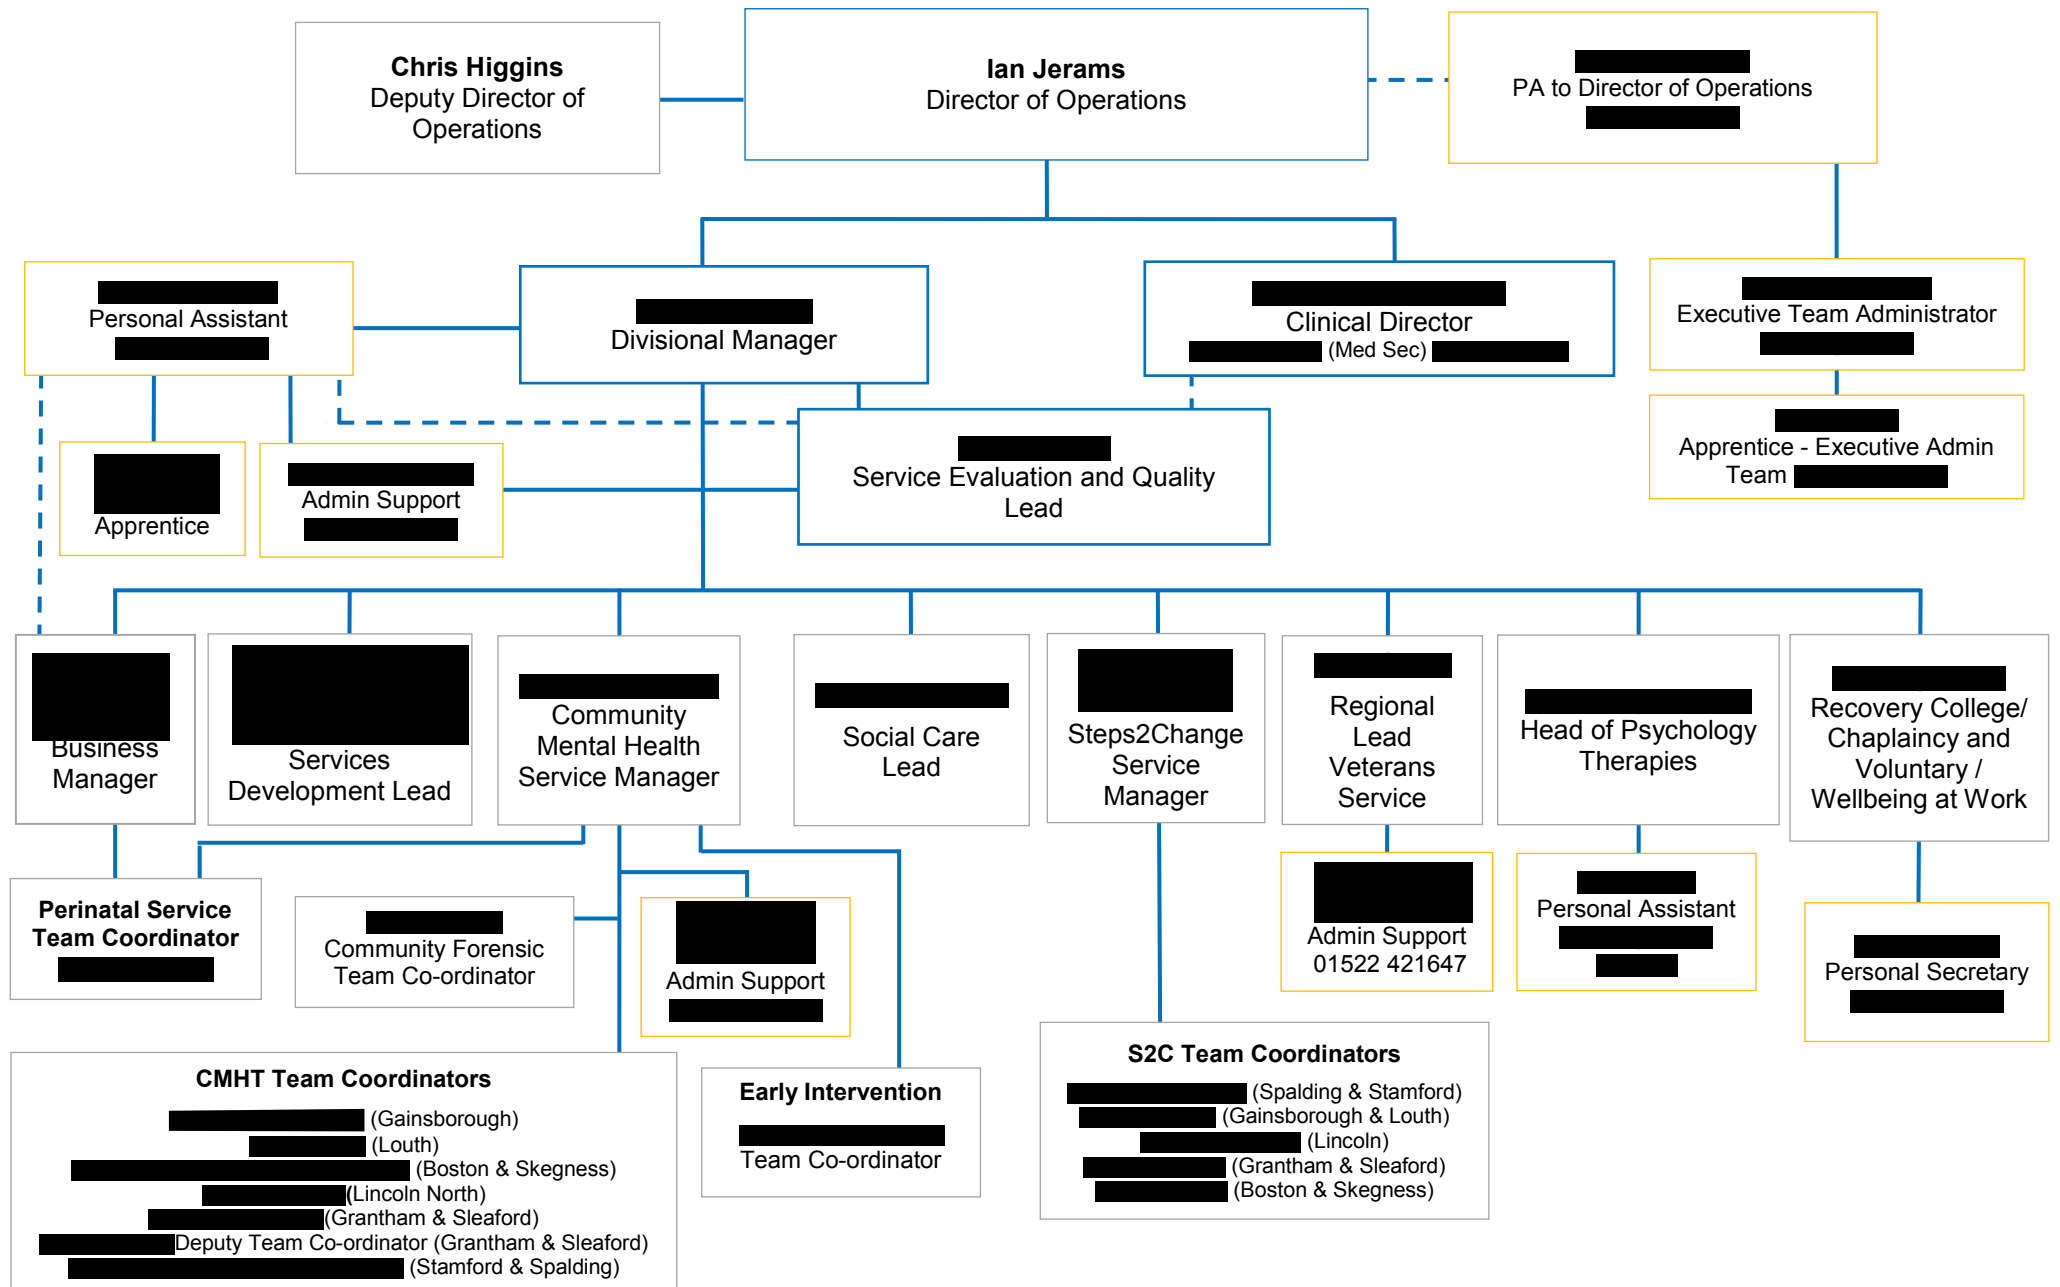 Chris Higgins
Deputy Director of
Operations
Ian Jerams
Director of Operations
PA to Director of Operations
Personal Assistant
Divisional Manager
Clinical Director
(Med Sec)
Executive Team Administrator
Apprentice
Admin Support
Service Evaluation and Quality
Lead
Apprentice - Executive Admin
Team
Business
Manager
Services
Development Lead
Community
Mental Health
Service Manager
Social Care
Lead
Steps2Change
Service
Manager
Regional
Lead
Veterans
Service
Head of Psychology
Therapies
Recovery College/
Chaplaincy and
Voluntary /
Wellbeing at Work
Perinatal Service
Team Coordinator
Community Forensic
Team Co-ordinator
Admin Support
Admin Support
01522 421647
Personal Assistant
Personal Secretary
CMHT Team Coordinators
(Gainsborough)
(Louth)
(Boston & Skegness)
(Lincoln North)
(Grantham & Sleaford)
Deputy Team Co-ordinator (Grantham & Sleaford)
(Stamford & Spalding)
Early Intervention
Team Co-ordinator
S2C Team Coordinators
(Spalding & Stamford)
(Gainsborough & Louth)
(Lincoln)
(Grantham & Sleaford)
(Boston & Skegness)